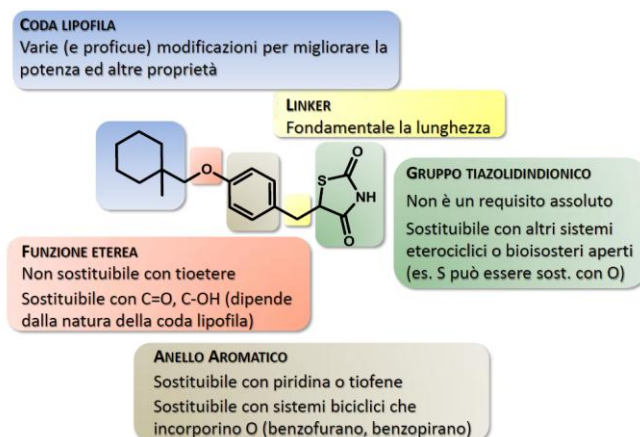 CODA LIPOFILA
Varie (e proficue) modificazioni per migliorare la
potenza ed altre proprietà
LINKER
Fondamentale la lunghezza
O
S
O
NH
O
GRUPPO TIAZOLIDINDIONICO
Non è un requisito assoluto
Sostituibile con altri sistemi
eterociclici o bioisosteri aperti
(es. S può essere sost. con O)
FUNZIONE ETEREA
Non sostituibile con tioetere
Sostituibile con C=O, C-OH (dipende
dalla natura della coda lipofila)
ANELLO AROMATICO
Sostituibile con piridina o tiofene
Sostituibile con sistemi biciclici che
incorporino O (benzofurano, benzopirano)